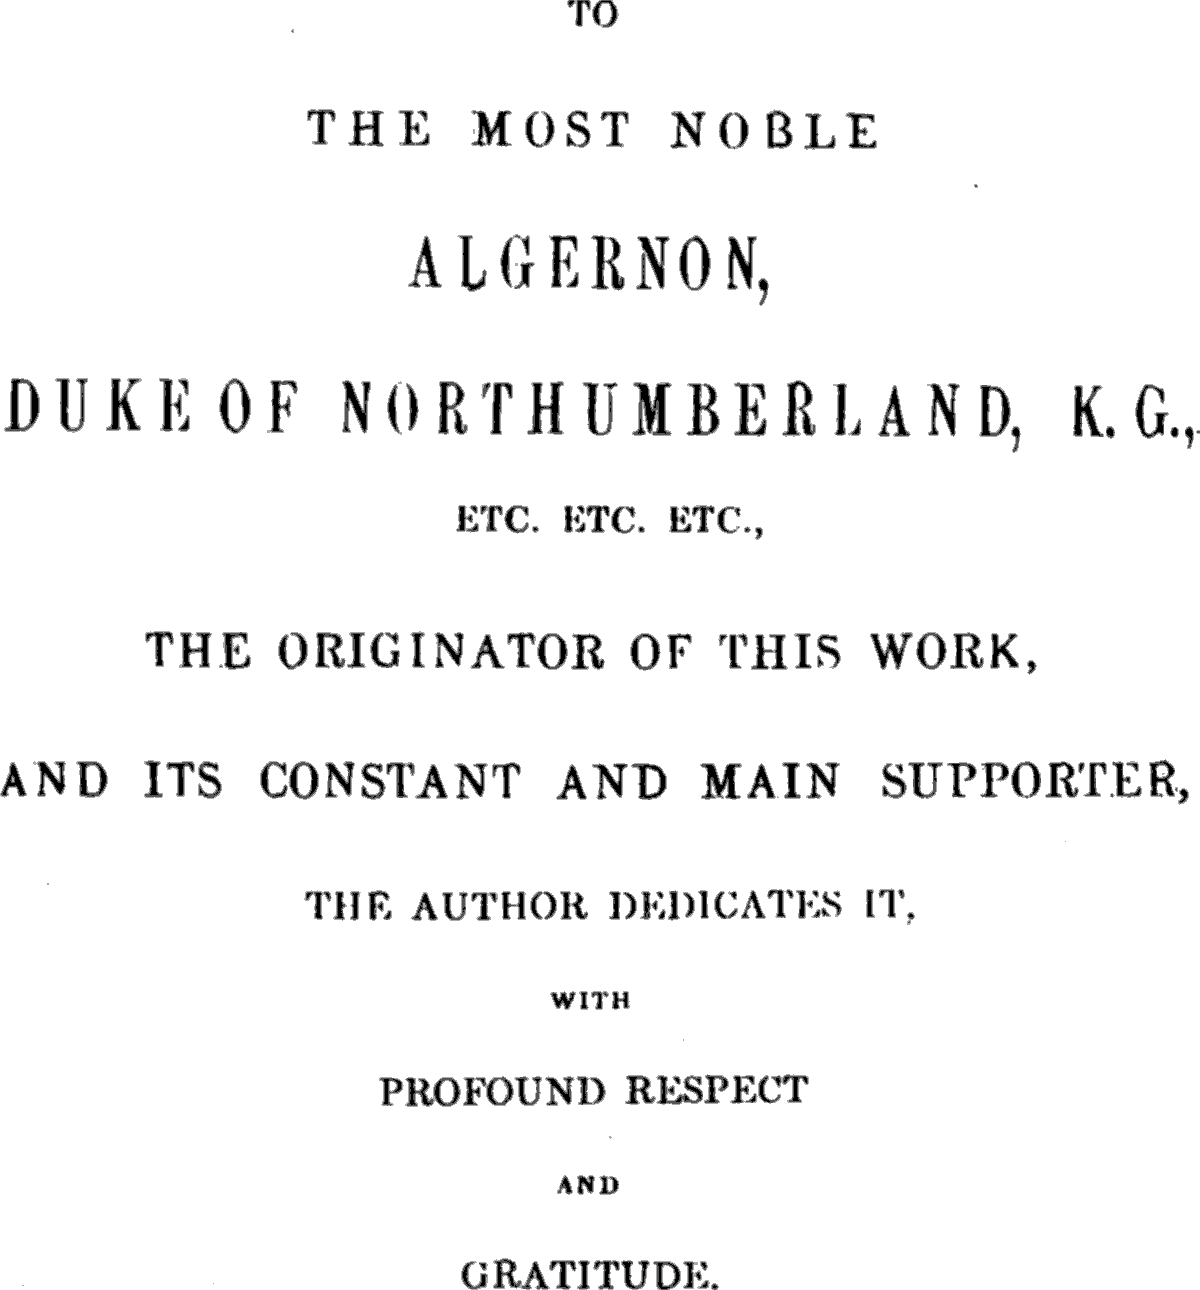 TO
THE MOST NOBLE
ALGERNON,
DUKE OF NORTHUMBERLAND, K. G.,
ETC. ETC. ETC.,
THE ORIGINATOR OF THIS WORK,
AND ITS CONSTANT AND MAIN SUPPORTER,
THE AUTHOR DEDICATES IT,
WITH
PROFOUND RESPECT
AND
GRATITUDE.